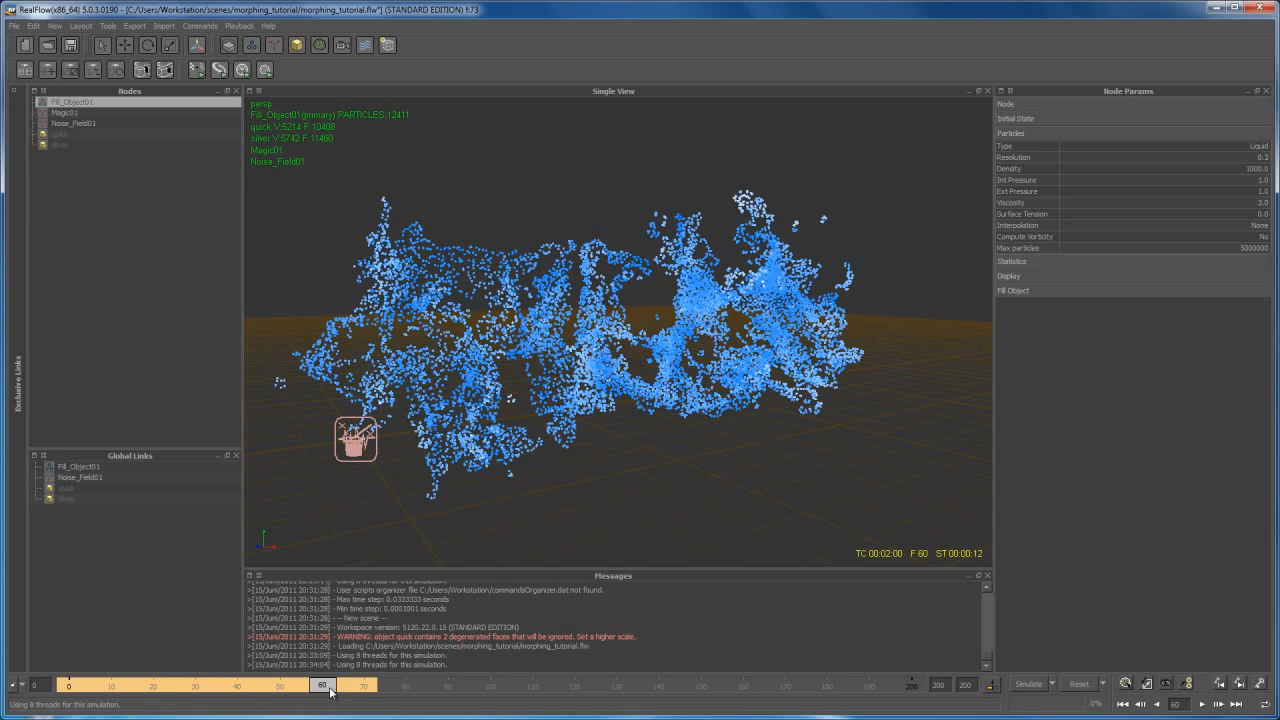 RealFlow(x86_64) 5.0.3.0190 - [C:/Users/Workstation/scenes/morphing_tutorial/morphing_tutorial.flw*] (STANDARD EDITION) f:73
File Edit View Layout Tools Export Import Commands Playback Help
Nodes
Fill_Object01
Magic01
Noise_Field01
quick
silver
Exclusive Links
Global Links
Fill_Object01
Noise_Field01
quick
silver
Single View
persp
Fill_Object01(primary) PARTICLES:12411
quick V:5214 F 10408
silver V:5742 F 11460
Magic01
Noise_Field01
TC 00:02:00 F 60 ST 00:00:12
Node Params
Node
Initial State
Particles
Type Liquid
Resolution 0.2
Density 1000.0
Int Pressure 1.0
Ext Pressure 1.0
Viscosity 3.0
Surface Tension 0.0
Interpolation None
Compute Vorticity No
Max particles 5000000
Statistics
Display
Fill Object
Messages
>[15/Juni/2011 20:31:28] - User scripts organizer file C:/Users/Workstation/commandsOrganizer.dat not found.
>[15/Juni/2011 20:31:28] - Max time step: 0.0333333 seconds
>[15/Juni/2011 20:31:28] - Min time step: 0.0001001 seconds
>[15/Juni/2011 20:31:28] - -- New scene --
>[15/Juni/2011 20:31:29] - Workspace version: 5120.22.0.15 (STANDARD EDITION)
>[15/Juni/2011 20:31:29] - WARNING: object quick contains 2 degenerated faces that will be ignored. Set a higher scale.
>[15/Juni/2011 20:31:29] - Loading C:/Users/Workstation/scenes/morphing_tutorial/morphing_tutorial.flw
>[15/Juni/2011 20:33:09] - Using 8 threads for this simulation.
>[15/Juni/2011 20:34:04] - Using 8 threads for this simulation.
0 0 10 20 30 40 50 60 70 80 90 100 110 120 130 140 150 160 170 180 190 200 200 200
Simulate Reset
Using 8 threads for this simulation.
0% 60